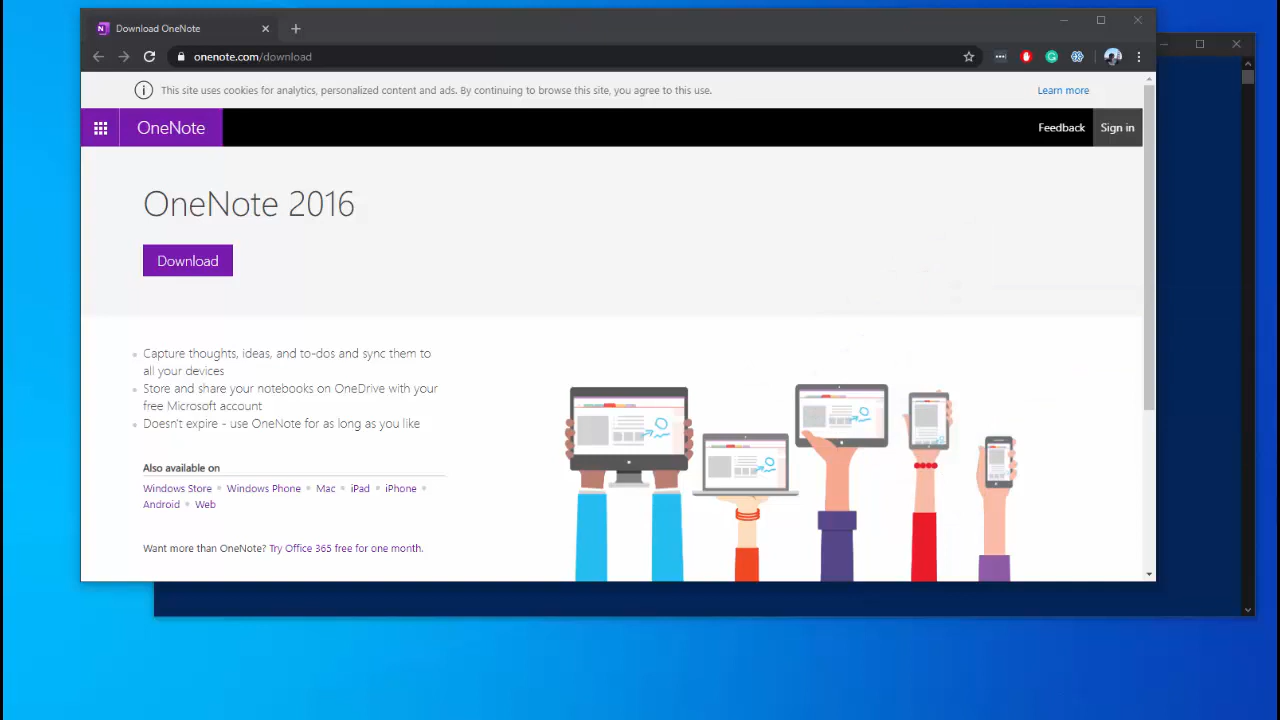 Download OneNote
onenote.com/download
This site uses cookies for analytics, personalized content and ads. By continuing to browse this site, you agree to this use.
Learn more
OneNote
Feedback
Sign in
OneNote 2016
Download
Capture thoughts, ideas, and to-dos and sync them to
all your devices
Store and share your notebooks on OneDrive with your
free Microsoft account
Doesn't expire - use OneNote for as long as you like
Also available on
Windows Store • Windows Phone • Mac • iPad • iPhone •
Android • Web
Want more than OneNote? Try Office 365 free for one month.